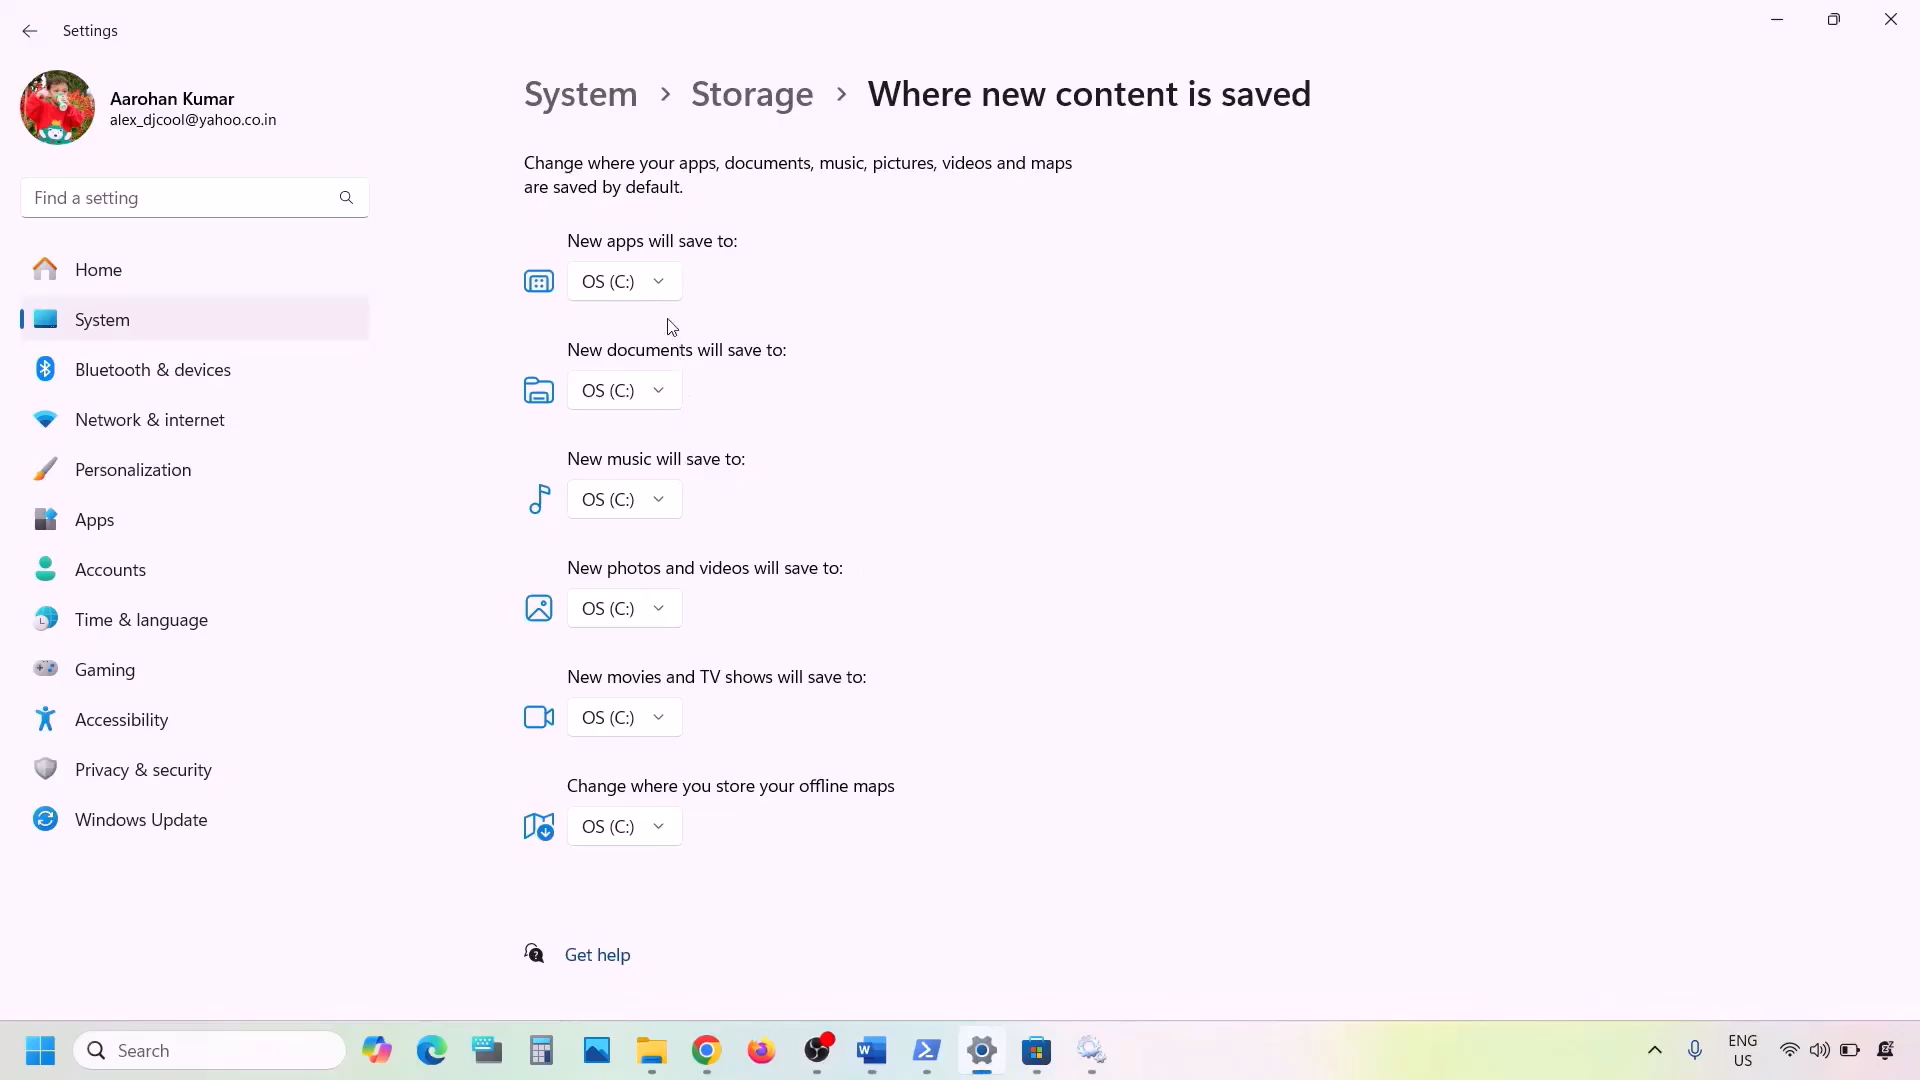 Settings
Aarohan Kumar
alex_djcool@yahoo.co.in
Find a setting
Home
System
Bluetooth & devices
Network & internet
Personalization
Apps
Accounts
Time & language
Gaming
Accessibility
Privacy & security
Windows Update
System > Storage > Where new content is saved
Change where your apps, documents, music, pictures, videos and maps
are saved by default.
New apps will save to:
OS (C:)
New documents will save to:
OS (C:)
New music will save to:
OS (C:)
New photos and videos will save to:
OS (C:)
New movies and TV shows will save to:
OS (C:)
Change where you store your offline maps
OS (C:)
Get help
Search
ENG
US